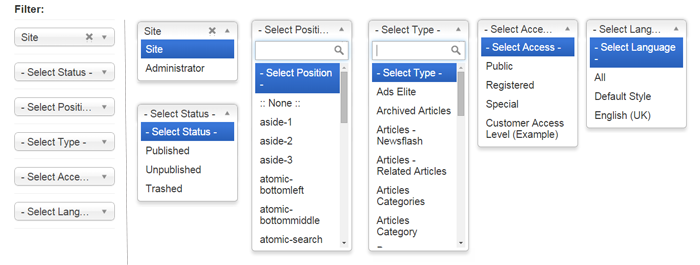 Filter:
Site
- Select Status -
- Select Positi...
- Select Type -
- Select Acce...
- Select Lang...
Site
Site
Administrator
- Select Status -
- Select Status -
Published
Unpublished
Trashed
- Select Positi...
- Select Position
-
:: None ::
aside-1
aside-2
aside-3
atomic-
bottomleft
atomic-
bottommiddle
atomic-search
- Select Type -
- Select Type -
Ads Elite
Archived Articles
Articles -
Newsflash
Articles -
Related Articles
Articles
Categories
Articles
Category
- Select Acce...
- Select Access -
Public
Registered
Special
Customer Access
Level (Example)
- Select Lang...
- Select Language
-
All
Default Style
English (UK)